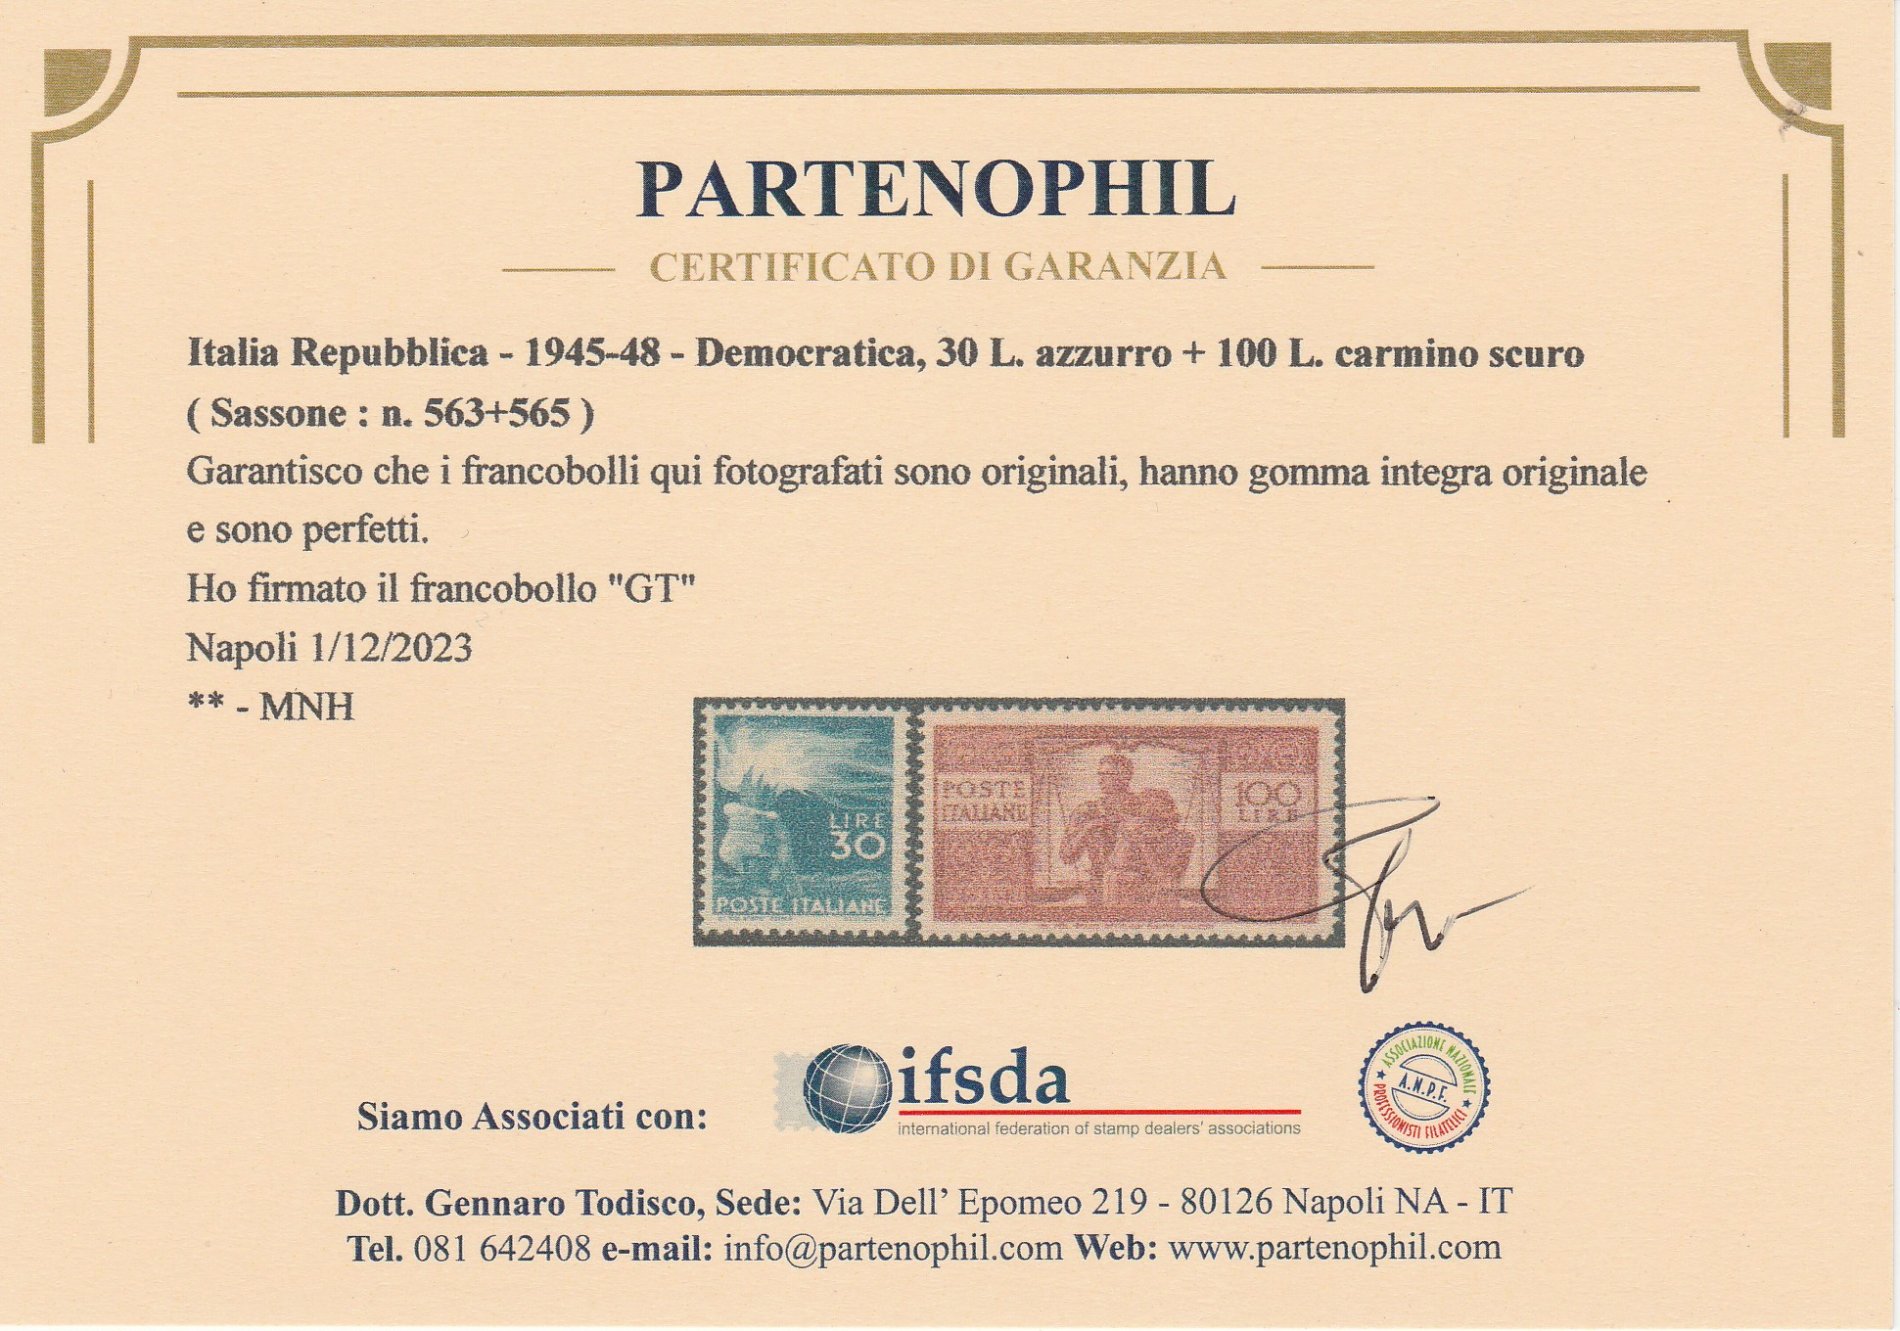 PARTENOPHIL
CERTIFICATO DI GARANZIA
Italia Repubblica - 1945-48 - Democratica, 30 L. azzurro + 100 L. carmino scuro
( Sassone : n. 563+565 )
Garantisco che i francobolli qui fotografati sono originali, hanno gomma integra originale
e sono perfetti.
Ho firmato il francobollo "GT"
Napoli 1/12/2023
** - MNH
LIRE
30
POSTE ITALIANE
POSTE
ITALIANE
100
LIRE
Siamo Associati con:
ifsda
international federation of stamp dealers' associations
ASSOCIAZIONE NAZIONALE
A.N.P.F.
PROFESSIONISTI FILATELICI
Dott. Gennaro Todisco, Sede: Via Dell' Epomeo 219 - 80126 Napoli NA - IT
Tel. 081 642408 e-mail: info@partenophil.com Web: www.partenophil.com